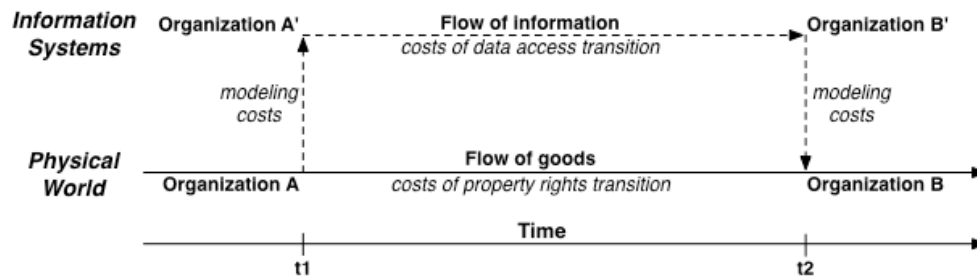 Information
Systems
Organization A'
Flow of information
costs of data access transition
Organization B'
modeling
costs
modeling
costs
Physical
World
Flow of goods
Organization A
costs of property rights transition
Organization B
Time
t1
t2